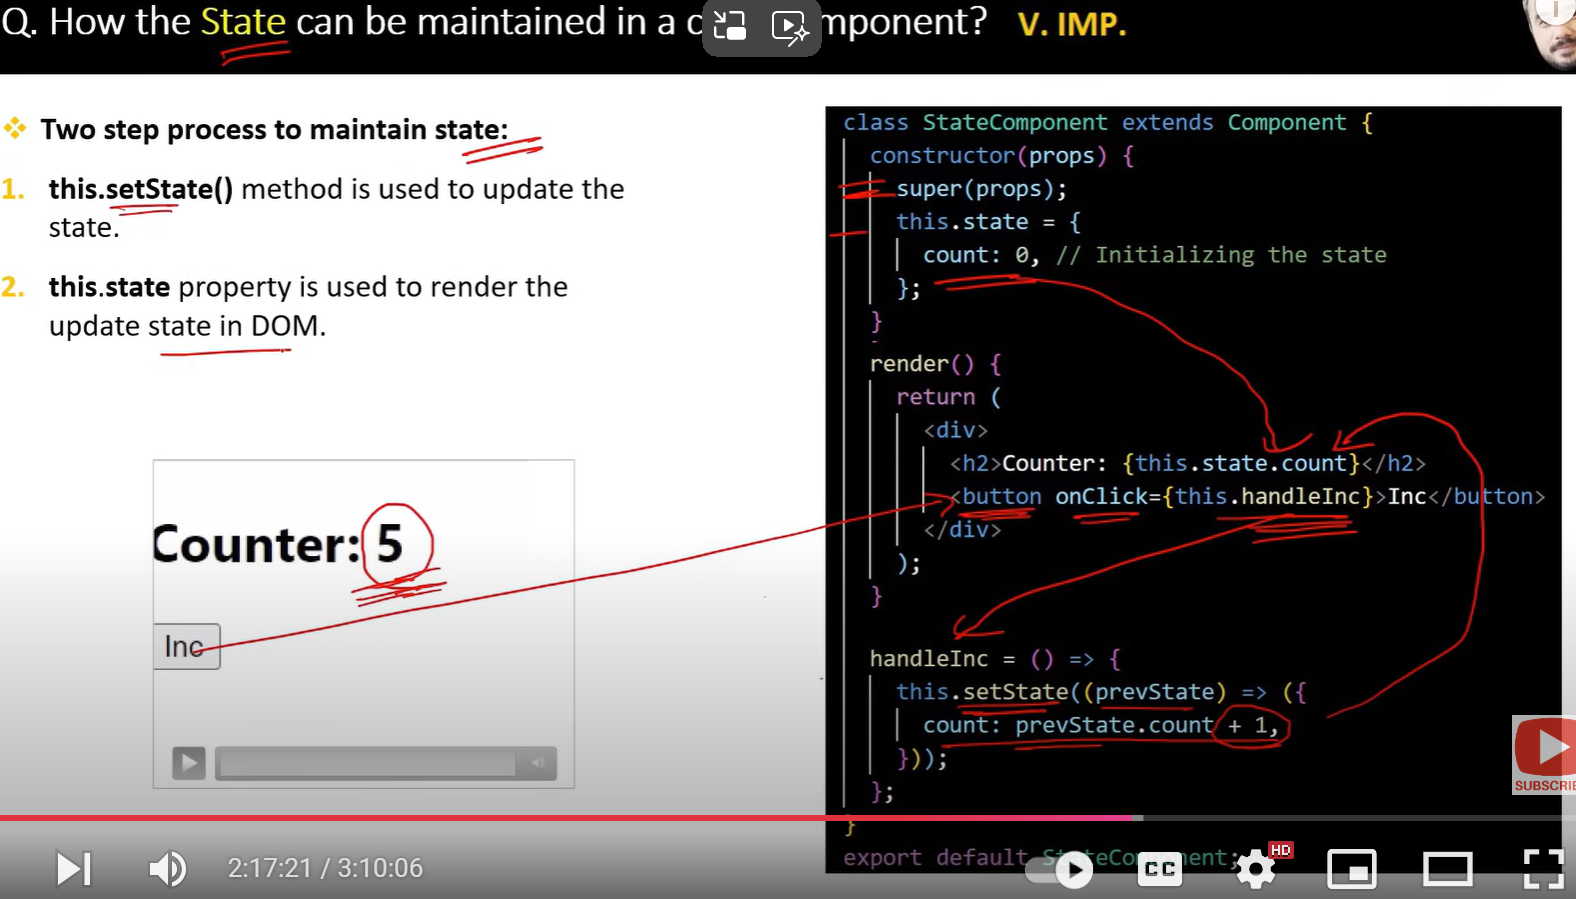 Q. How the State can be maintained in a c mponent? V. IMP.
Two step process to maintain state:
1. this.setState() method is used to update the
state.
2. this.state property is used to render the
update state in DOM.
Counter: 5
Inc
class StateComponent extends Component {
constructor(props) {
super(props);
this.state = {
count: 0, // Initializing the state
};
}
render() {
return (
<div>
<h2>Counter: {this.state.count}</h2>
<button onClick={this.handleInc}>Inc</button>
</div>
);
}
handleInc = () => {
this.setState((prevState) => ({
count: prevState.count + 1,
}));
};
}
export default StateComponent;
SUBSCRIBE
2:17:21 / 3:10:06
CC
HD